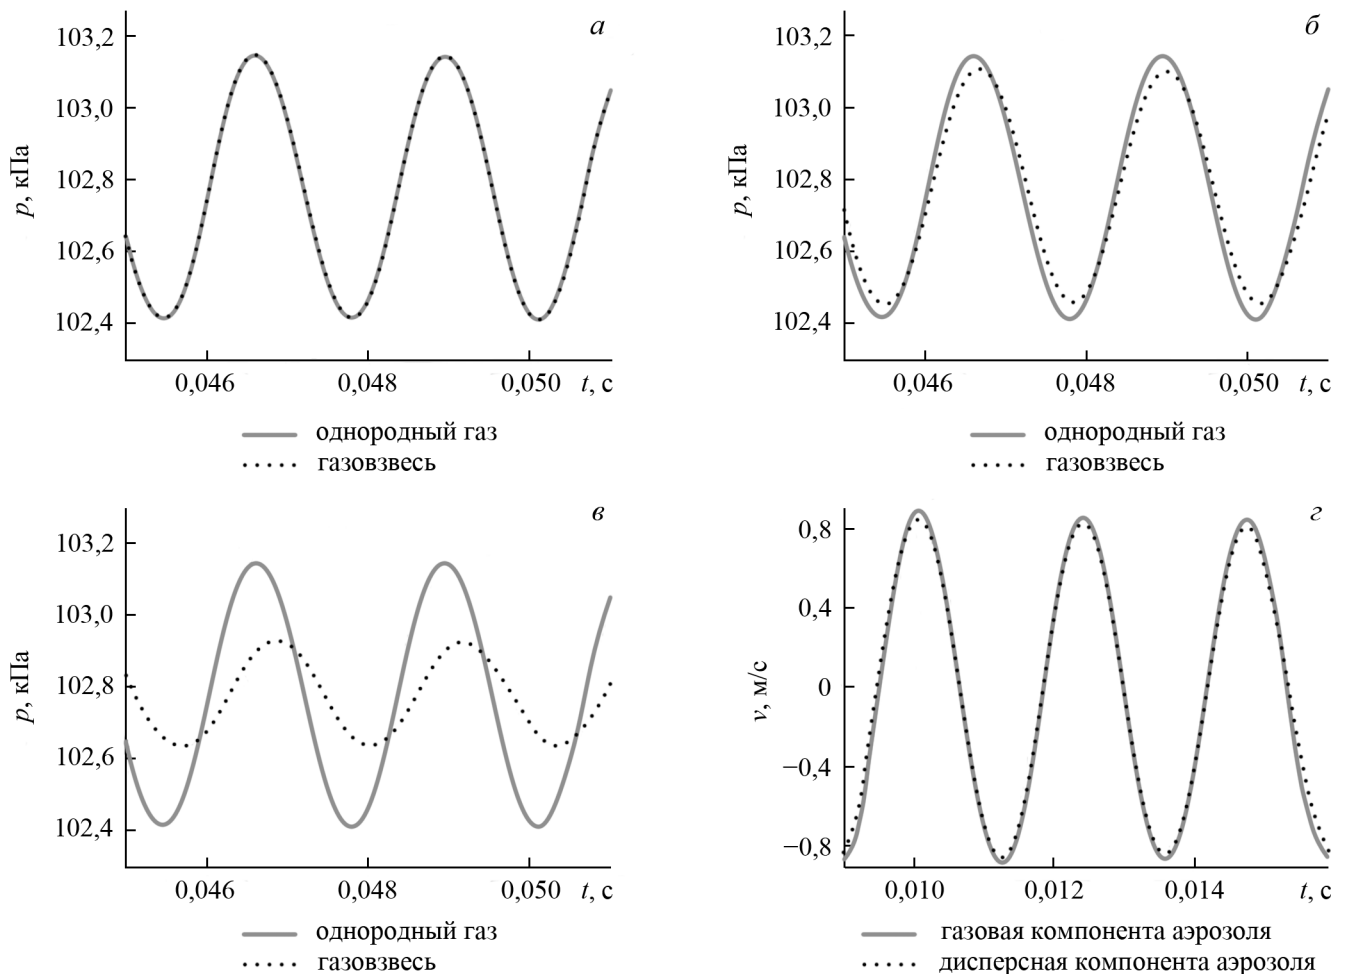 а
103,2
103,0
102,8
102,6
102,4
p, кПа
0,046 0,048 0,050 t, с
однородный газ
газовзвесь
б
103,2
103,0
102,8
102,6
102,4
p, кПа
0,046 0,048 0,050 t, с
однородный газ
газовзвесь
в
103,2
103,0
102,8
102,6
102,4
p, кПа
0,046 0,048 0,050 t, с
однородный газ
газовзвесь
г
0,8
0,4
0
−0,4
−0,8
v, м/с
0,010 0,012 0,014 t, с
газовая компонента аэрозоля
дисперсная компонента аэрозоля